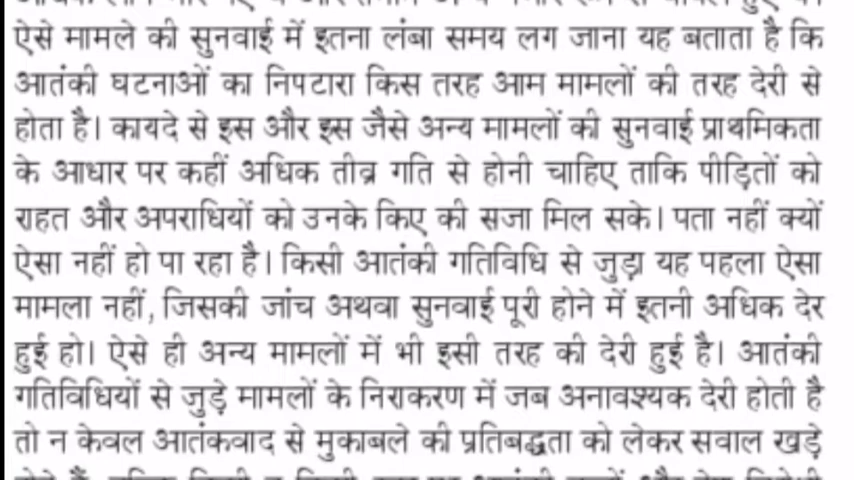 ऐसे मामले की सुनवाई में इतना लंबा समय लग जाना यह बताता है कि
आतंकी घटनाओं का निपटारा किस तरह आम मामलों की तरह देरी से
होता है। कायदे से इस और इस जैसे अन्य मामलों की सुनवाई प्राथमिकता
के आधार पर कहीं अधिक तीव्र गति से होनी चाहिए ताकि पीड़ितों को
राहत और अपराधियों को उनके किए की सजा मिल सके। पता नहीं क्यों
ऐसा नहीं हो पा रहा है। किसी आतंकी गतिविधि से जुड़ा यह पहला ऐसा
मामला नहीं, जिसकी जांच अथवा सुनवाई पूरी होने में इतनी अधिक देर
हुई हो। ऐसे ही अन्य मामलों में भी इसी तरह की देरी हुई है। आतंकी
गतिविधियों से जुड़े मामलों के निराकरण में जब अनावश्यक देरी होती है
तो न केवल आतंकवाद से मुकाबले की प्रतिबद्धता को लेकर सवाल खड़े